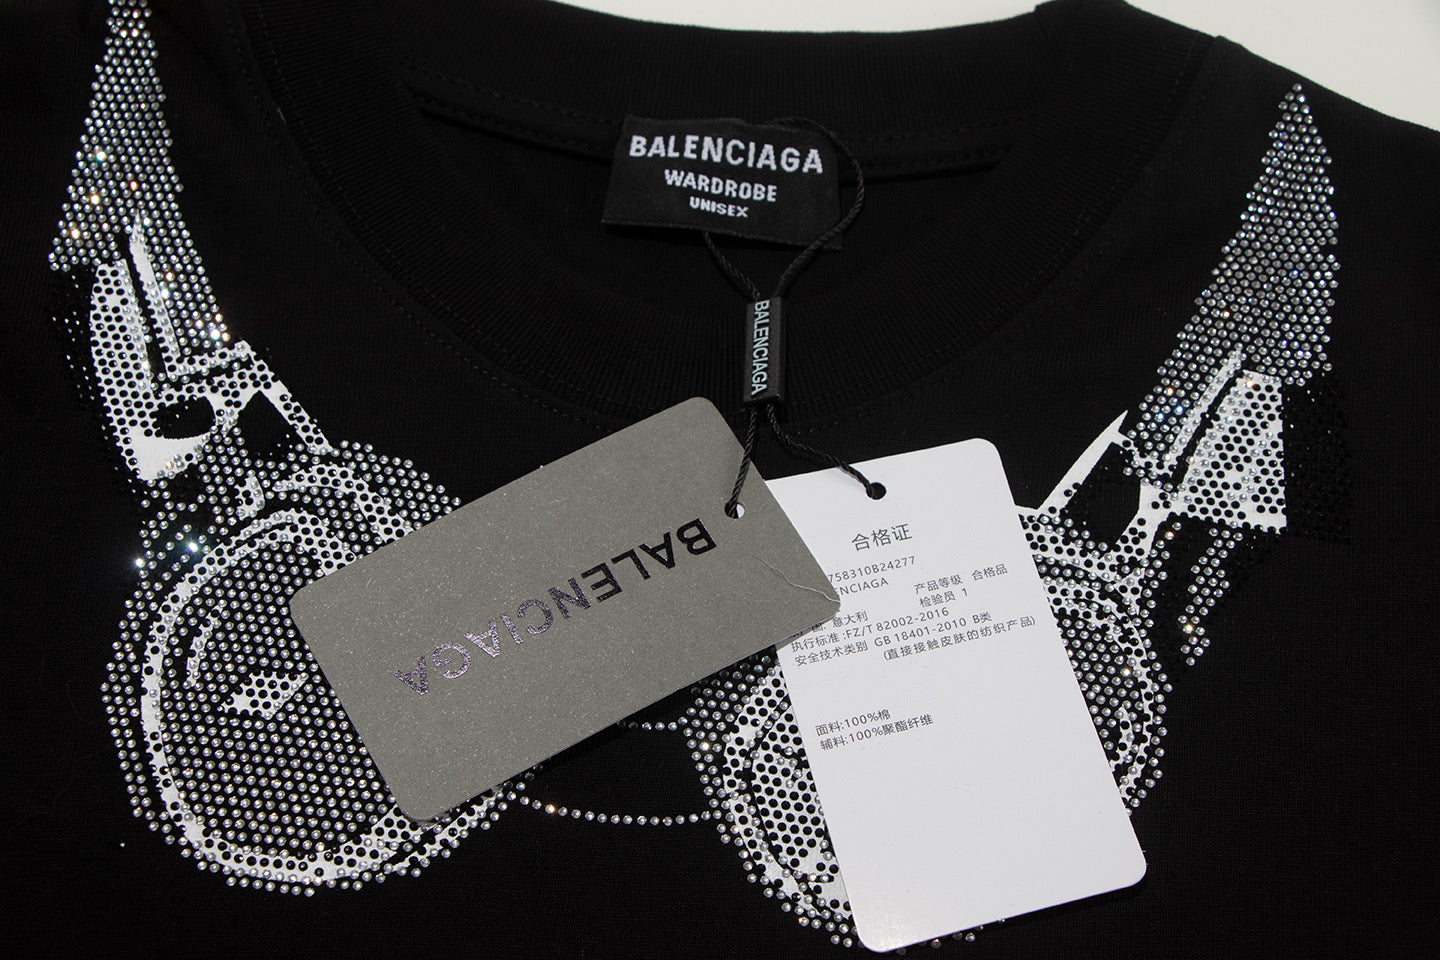 BALENCIAGA
WARDROBE
UNISEX
BALENCIAGA
BALENCIAGA
合格证
758310B24277
ENCIAGA 产品等级 合格品
检验员 1
意大利
执行标准:FZ/T 82002-2016
安全技术类别 GB 18401-2010 B类
(直接接触皮肤的纺织产品)
面料:100%棉
辅料:100%聚酯纤维